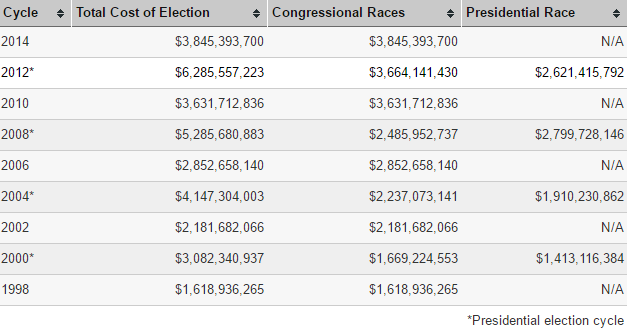 Cycle Total Cost of Election Congressional Races Presidential Race
2014 $3,845,393,700 $3,845,393,700 N/A
2012* $6,285,557,223 $3,664,141,430 $2,621,415,792
2010 $3,631,712,836 $3,631,712,836 N/A
2008* $5,285,680,883 $2,485,952,737 $2,799,728,146
2006 $2,852,658,140 $2,852,658,140 N/A
2004* $4,147,304,003 $2,237,073,141 $1,910,230,862
2002 $2,181,682,066 $2,181,682,066 N/A
2000* $3,082,340,937 $1,669,224,553 $1,413,116,384
1998 $1,618,936,265 $1,618,936,265 N/A
*Presidential election cycle